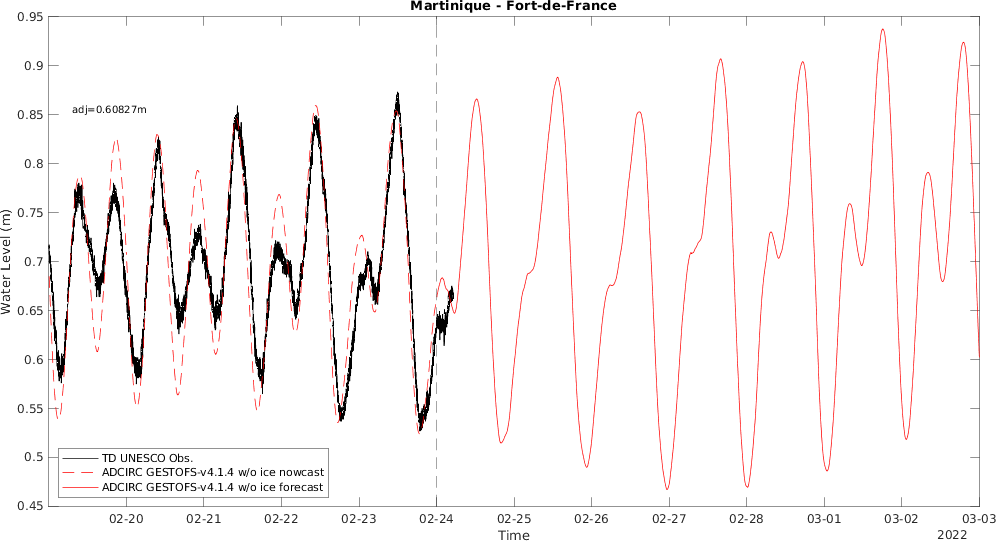 Martinique - Fort-de-France
0.95
0.9
0.85
0.8
0.75
0.7
0.65
0.6
0.55
0.5
0.45
Water Level (m)
adj=0.60827m
TD UNESCO Obs.
ADCIRC GESTOFS-v4.1.4 w/o ice nowcast
ADCIRC GESTOFS-v4.1.4 w/o ice forecast
02-20 02-21 02-22 02-23 02-24 02-25 02-26 02-27 02-28 03-01 03-02 03-03
Time
2022